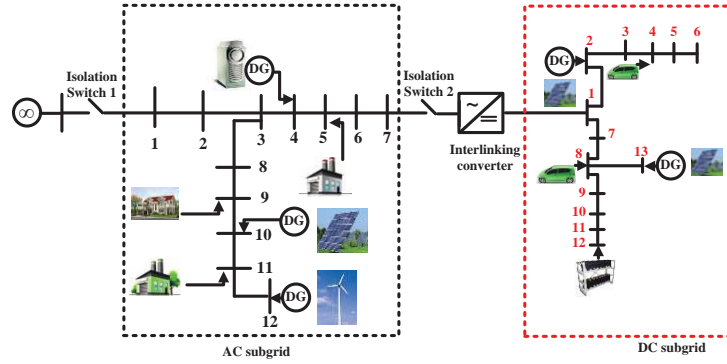 Isolation
Switch 1
∞
1
2
3
4
5
6
7
DG
8
9
10
DG
11
12
DG
AC subgrid
Isolation
Switch 2
~
=
Interlinking
converter
DG
2
3
4
5
6
1
7
8
13
DG
9
10
11
12
DC subgrid